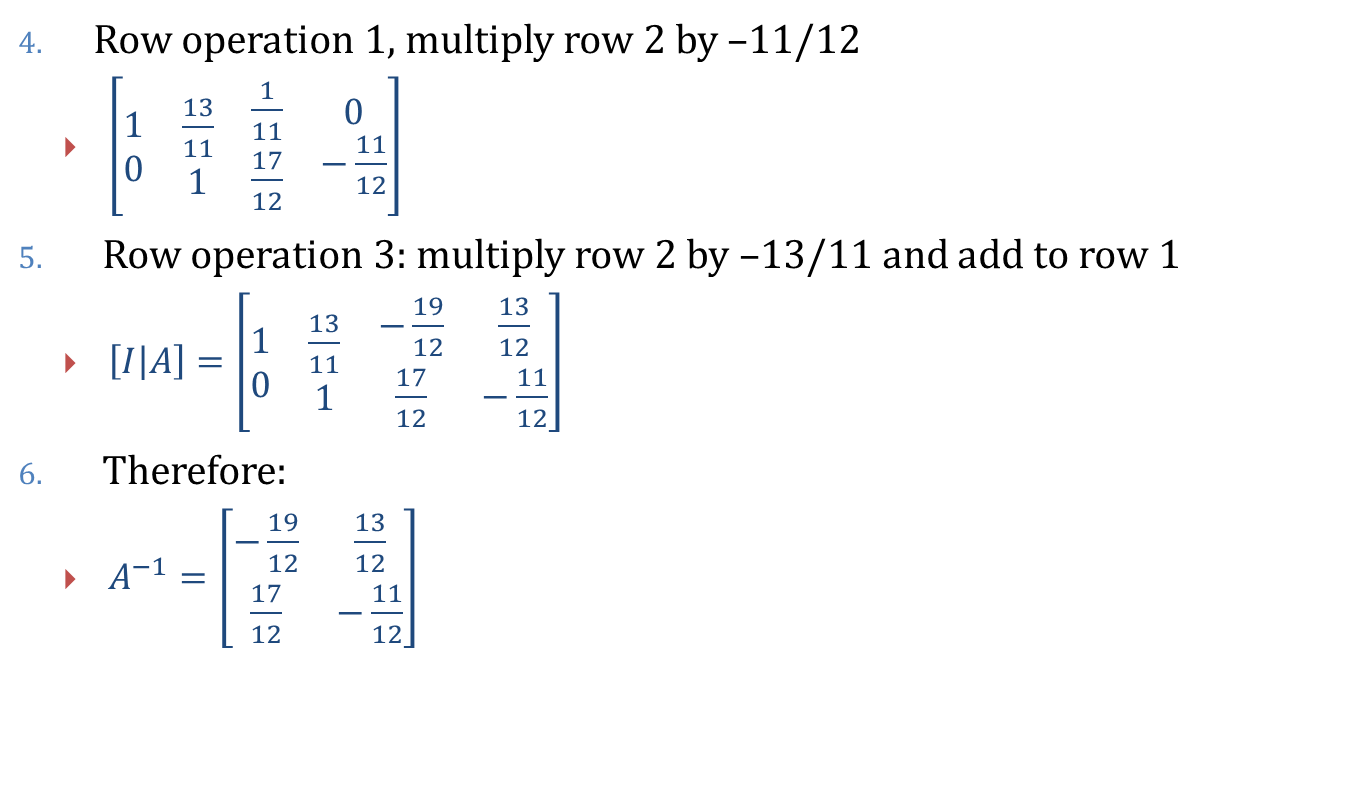 4. Row operation 1, multiply row 2 by –11/12
[1 13/11 1/11 0
0 1 17/12 −11/12]
5. Row operation 3: multiply row 2 by –13/11 and add to row 1
[I|A] = [1 13/11 −19/12 13/12
0 1 17/12 −11/12]
6. Therefore:
A⁻¹ = [−19/12 13/12
17/12 −11/12]